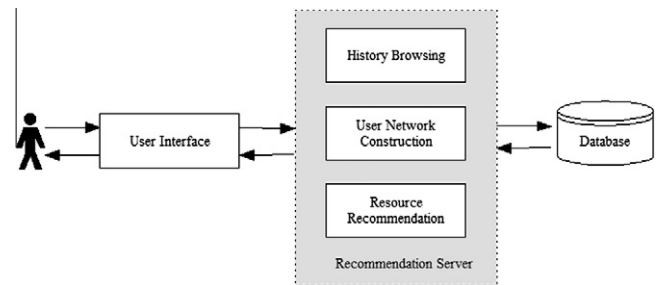 History Browsing
User Interface
User Network
Construction
Database
Resource
Recommendation
Recommendation Server